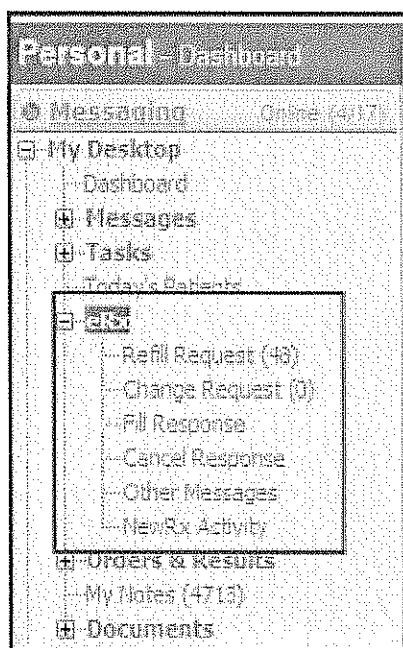 Personal - Dashboard
Messaging Online (4/17)
My Desktop
Dashboard
Messages
Tasks
Today's Patients
eRx
Refill Request (48)
Change Request (0)
Fill Response
Cancel Response
Other Messages
NewRx Activity
Orders & Results
My Notes (4713)
Documents